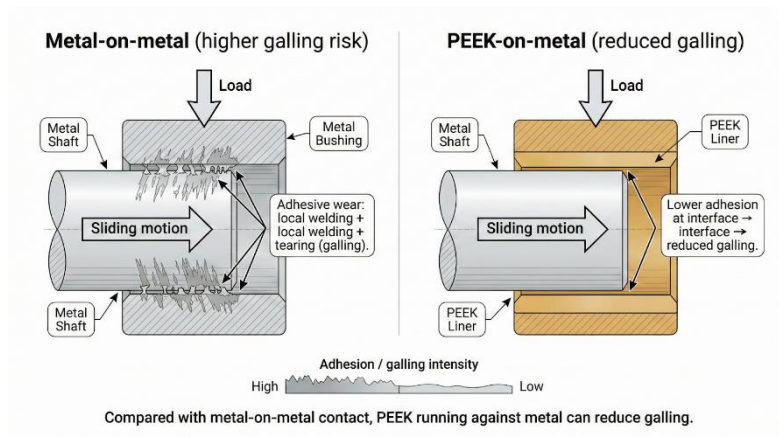 Metal-on-metal (higher galling risk)
Load
Metal
Shaft
Metal
Bushing
Sliding motion
Adhesive wear:
local welding +
local welding +
tearing (galling).
Metal
Shaft
PEEK-on-metal (reduced galling)
Load
Metal
Shaft
PEEK
Liner
Sliding motion
Lower adhesion
at interface →
interface →
reduced galling.
PEEK
Liner
Adhesion / galling intensity
High
Low
Compared with metal-on-metal contact, PEEK running against metal can reduce galling.